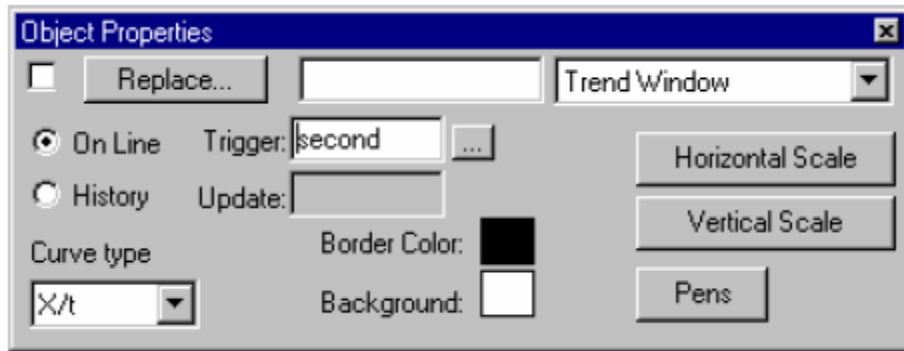 Object Properties
Replace... Trend Window
On Line Trigger: second ... Horizontal Scale
History Update: Vertical Scale
Curve type Border Color:
X/t Background: Pens